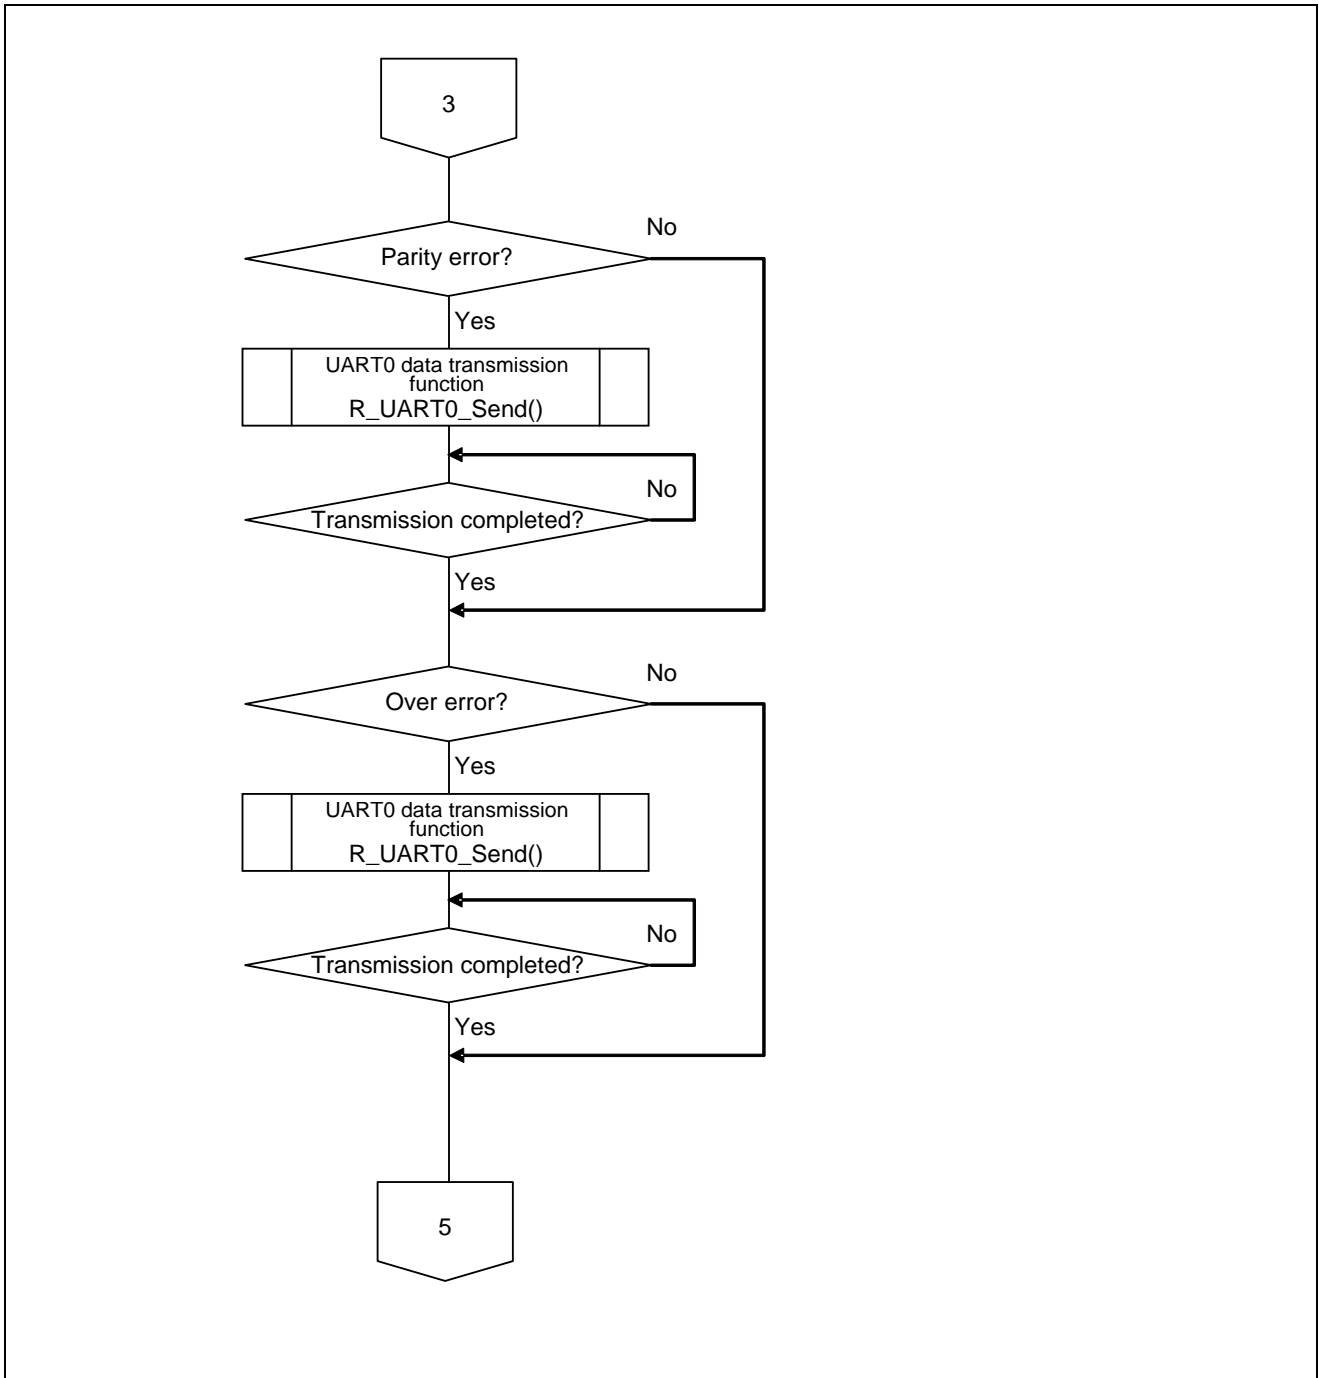 3
Parity error?
No
Yes
UART0 data transmission
function
R_UART0_Send()
No
Transmission completed?
Yes
No
Over error?
Yes
UART0 data transmission
function
R_UART0_Send()
No
Transmission completed?
Yes
5